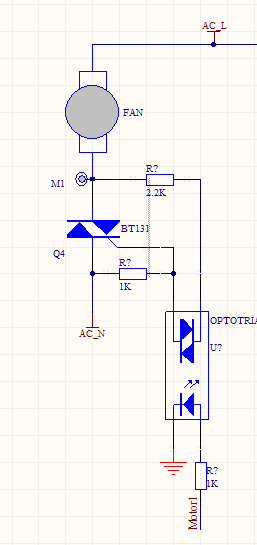 AC_L
FAN
R?
M1
2.2K
BT131
Q4
R?
1K
OPTOTRIA
AC_N
U?
R?
1K
Motor1